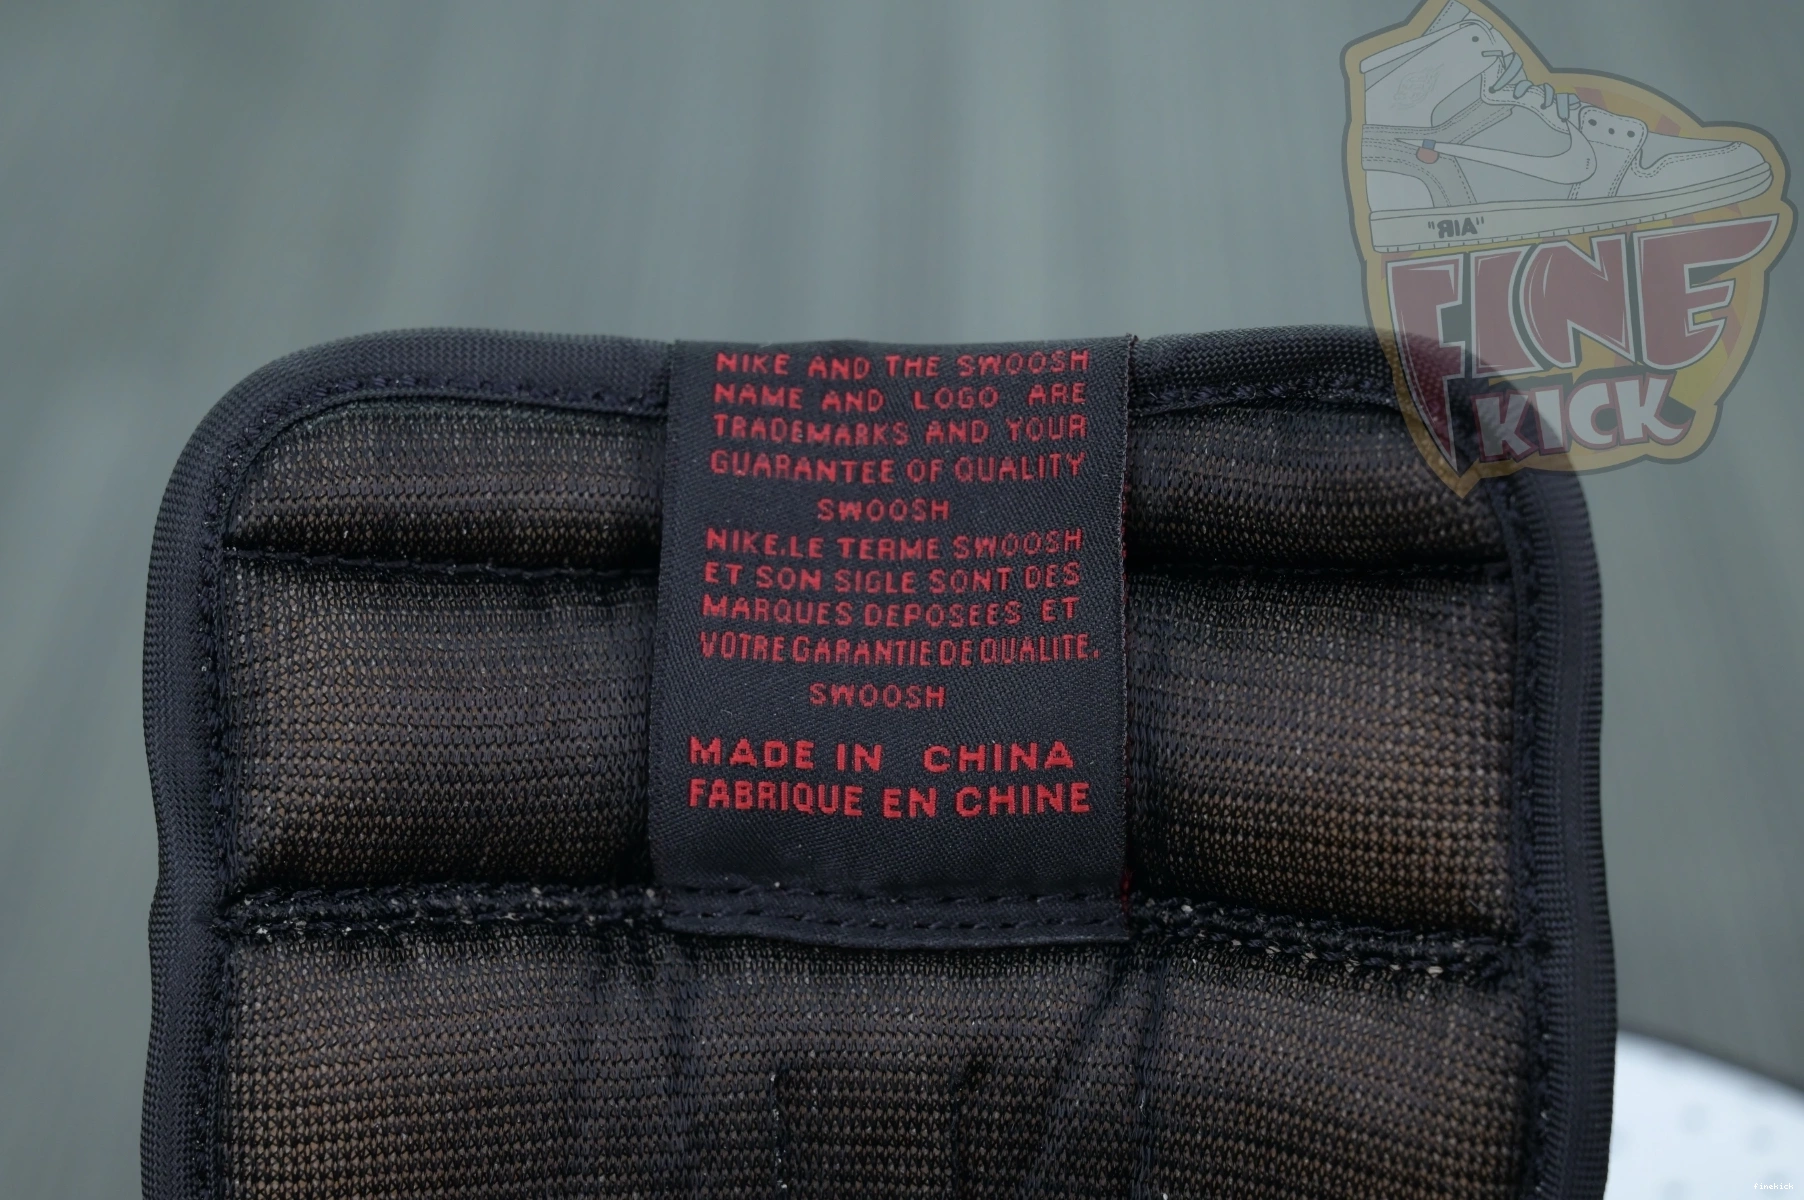 NIKE AND THE SWOOSH
NAME AND LOGO ARE
TRADEMARKS AND YOUR
GUARANTEE OF QUALITY
SWOOSH
NIKE.LE TERME SWOOSH
ET SON SIGLE SONT DES
MARQUES DEPOSEES ET
VOTRE GARANTIE DE QUALITE.
SWOOSH
MADE IN CHINA
FABRIQUE EN CHINE
"AIR"
FINE
KICK
finekick